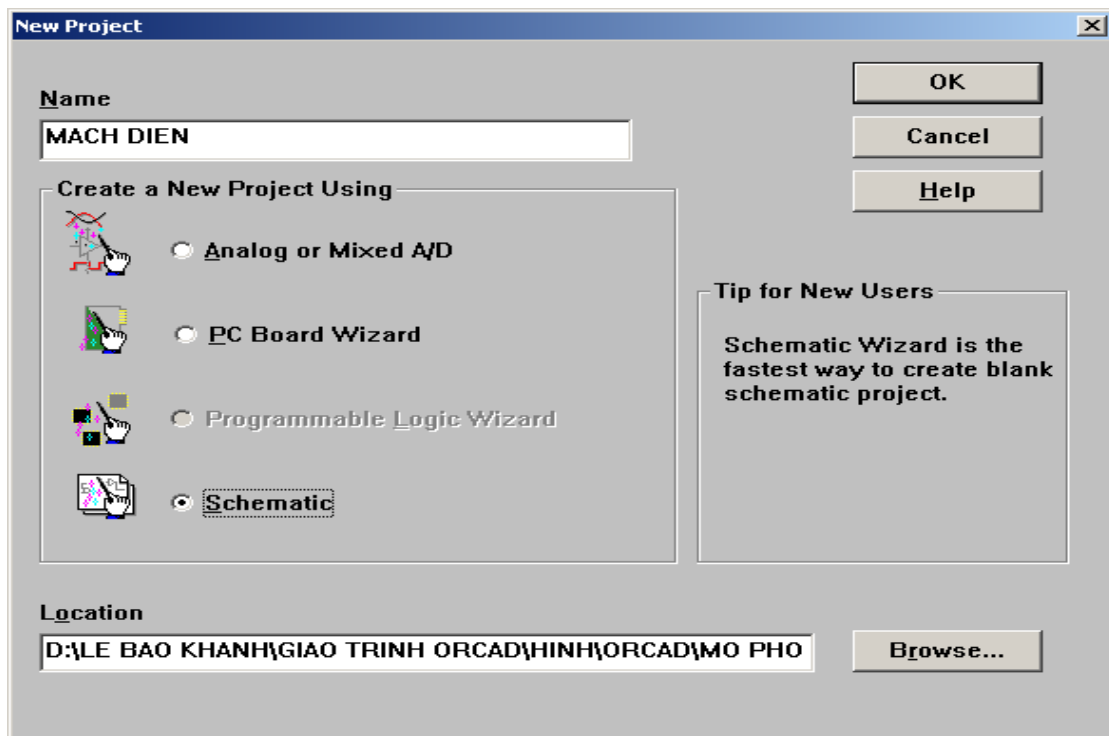 New Project
Name
MACH DIEN
Create a New Project Using
Analog or Mixed A/D
PC Board Wizard
Programmable Logic Wizard
Schematic
OK
Cancel
Help
Tip for New Users
Schematic Wizard is the
fastest way to create blank
schematic project.
Location
D:\LE BAO KHANH\GIAO TRINH ORCAD\HINH\ORCAD\MO PHO
Browse...